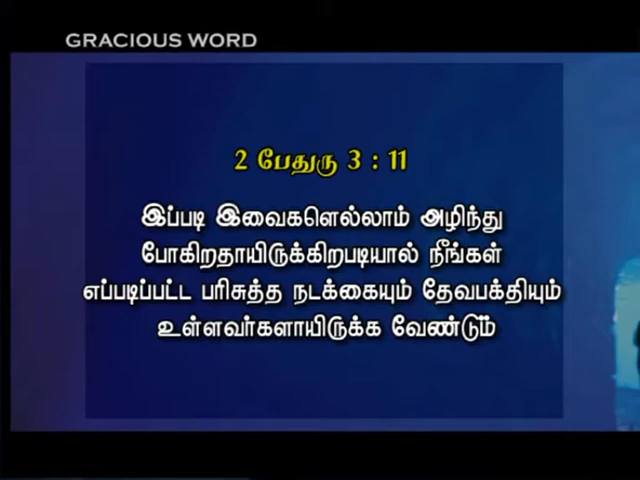 GRACIOUS WORD
2 பேதுரு 3 : 11
இப்படி இவைகளெல்லாம் அழிந்து
போகிறதாயிருக்கிறபடியால் நீங்கள்
எப்படிப்பட்ட பரிசுத்த நடக்கையும் தேவபக்தியும்
உள்ளவர்களாயிருக்க வேண்டும்